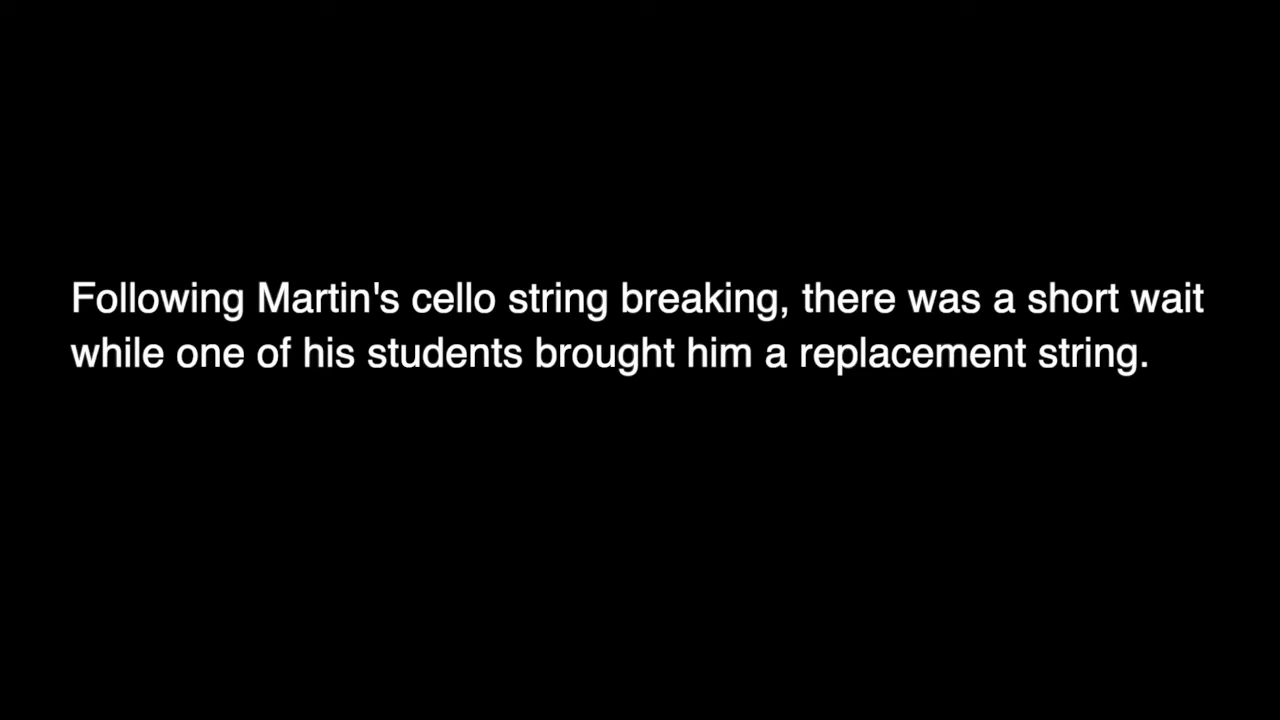 Following Martin's cello string breaking, there was a short wait
while one of his students brought him a replacement string.